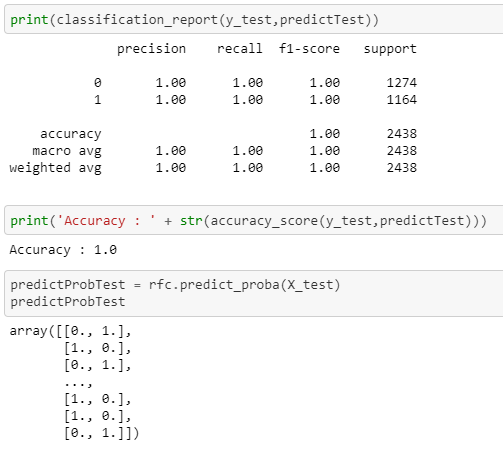 print(classification_report(y_test,predictTest))
precision recall f1-score support
0 1.00 1.00 1.00 1274
1 1.00 1.00 1.00 1164
accuracy 1.00 2438
macro avg 1.00 1.00 1.00 2438
weighted avg 1.00 1.00 1.00 2438
print('Accuracy : ' + str(accuracy_score(y_test,predictTest)))
Accuracy : 1.0
predictProbTest = rfc.predict_proba(X_test)
predictProbTest
array([[0., 1.],
[1., 0.],
[0., 1.],
...,
[1., 0.],
[1., 0.],
[0., 1.]])